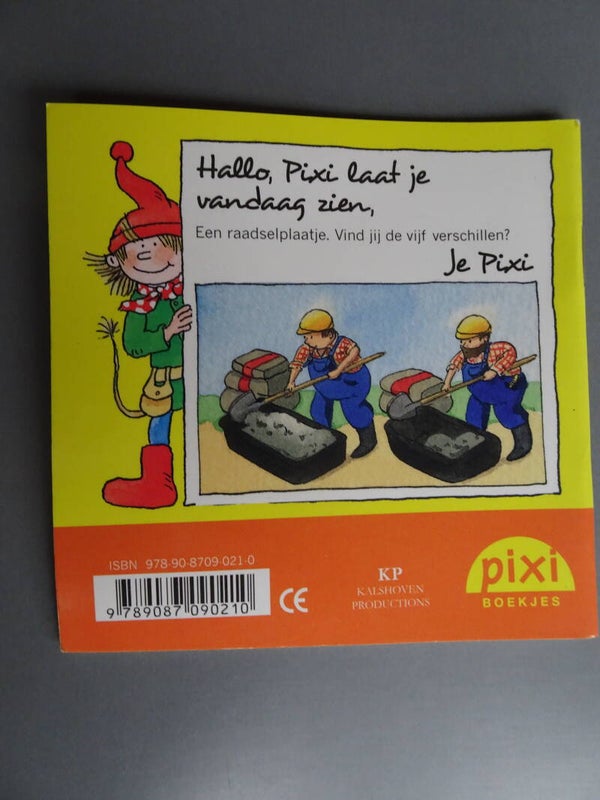 Hallo, Pixi laat je
vandaag zien,
Een raadselplaatje. Vind jij de vijf verschillen?
Je Pixi
ISBN 978-90-8709-021-0
9 789087 090210
CE
KP
KALSHOVEN
PRODUCTIONS
pixi
BOEKJES